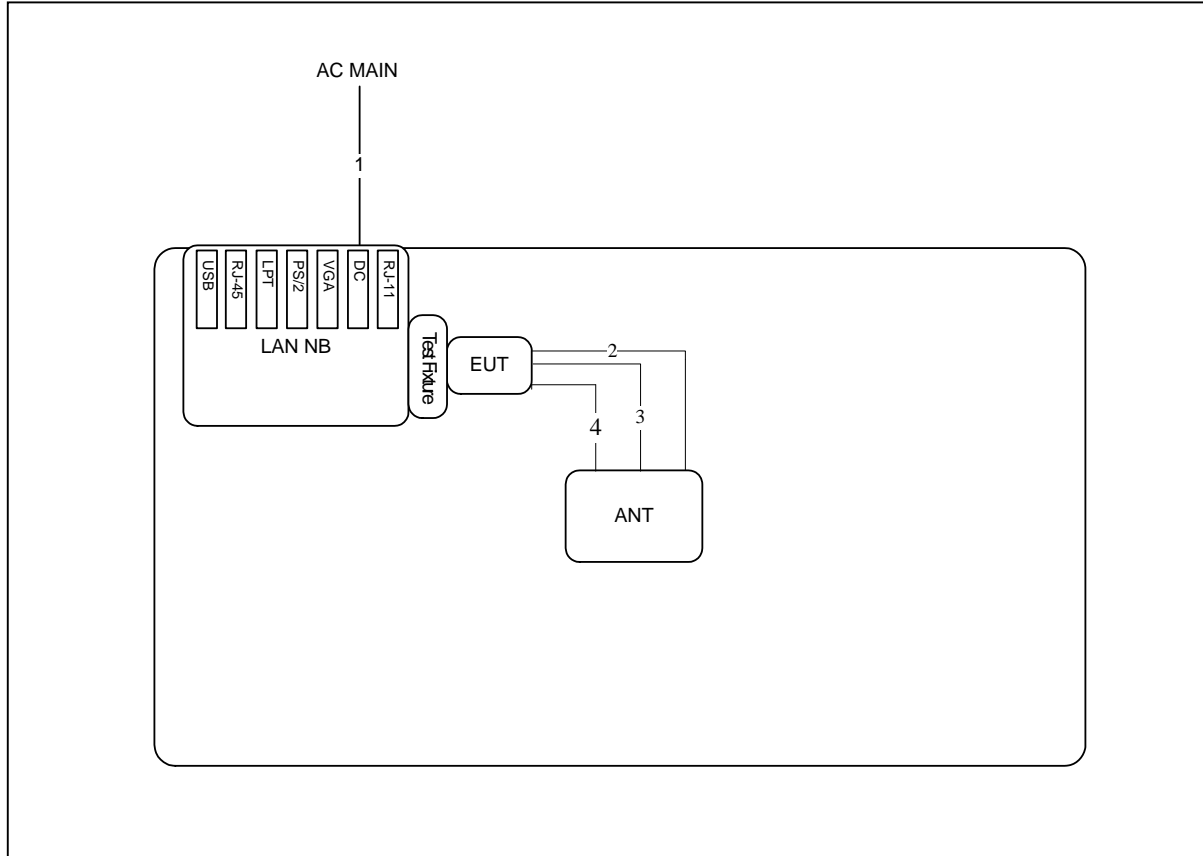 AC MAIN
1
USB
RJ-45
LPT
PS/2
VGA
DC
RJ-11
LAN NB
Test Fixture
EUT
2
3
4
ANT